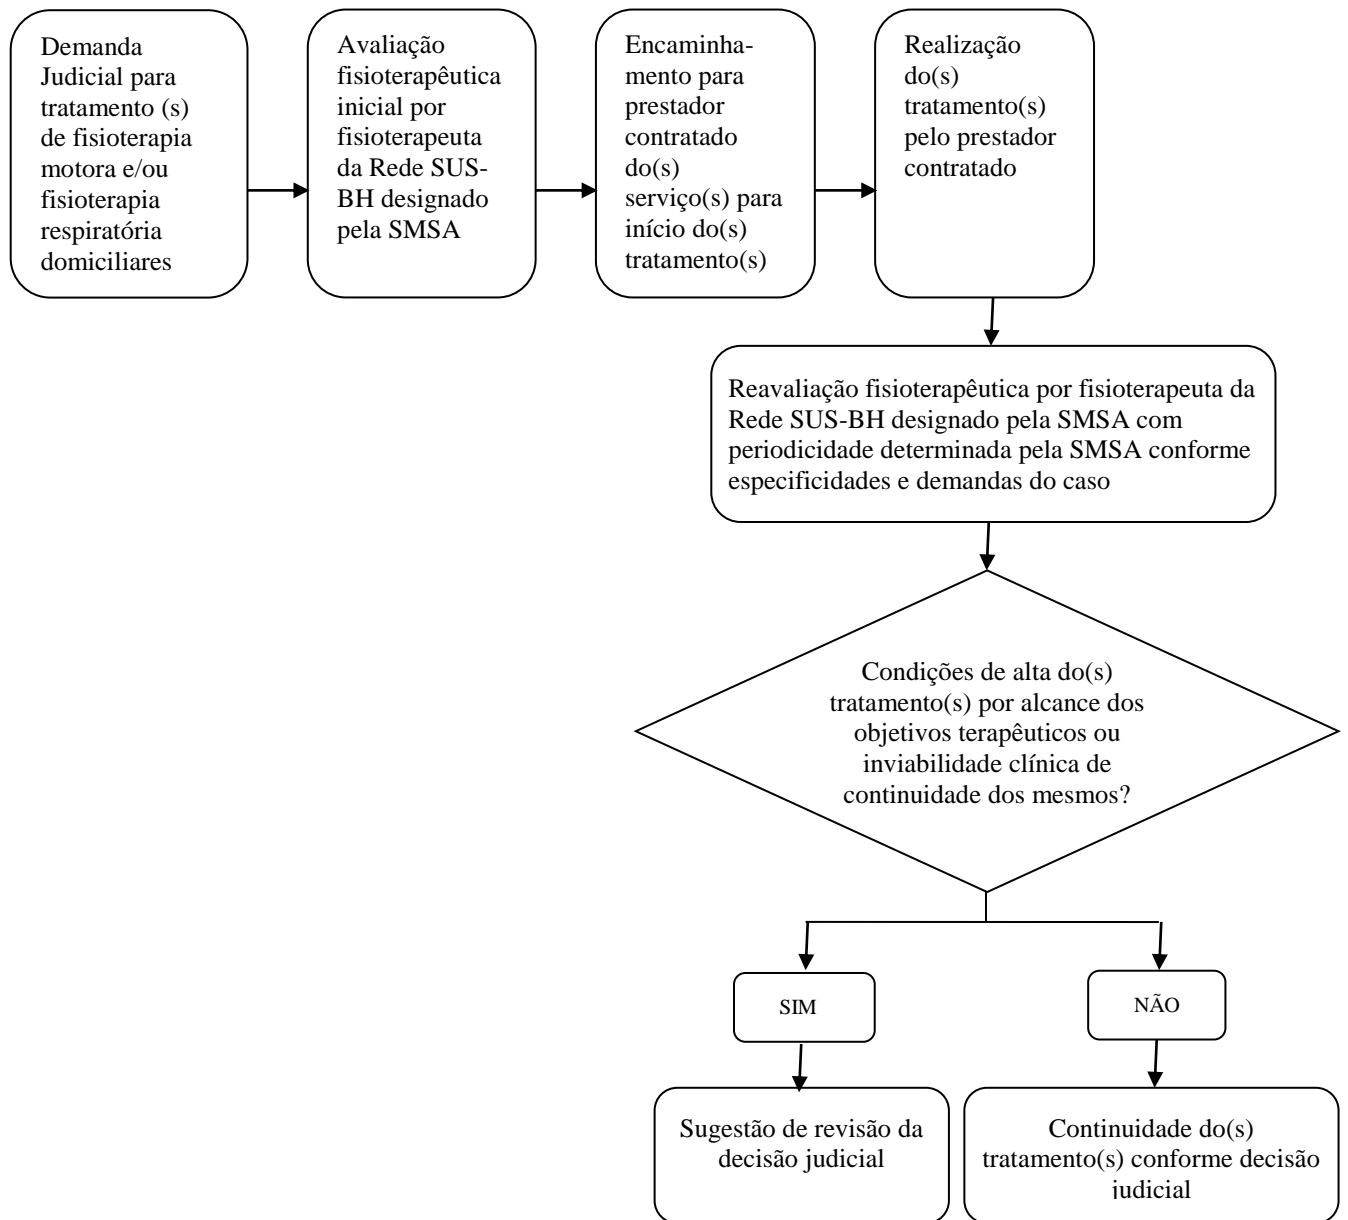 Demanda
Judicial para
tratamento (s)
de fisioterapia
motora e/ou
fisioterapia
respiratória
domiciliares
Avaliação
fisioterapêutica
inicial por
fisioterapeuta
da Rede SUS-
BH designado
pela SMSA
Encaminha-
mento para
prestador
contratado
do(s)
serviço(s) para
início do(s)
tratamento(s)
Realização
do(s)
tratamento(s)
pelo prestador
contratado
Reavaliação fisioterapêutica por fisioterapeuta da
Rede SUS-BH designado pela SMSA com
periodicidade determinada pela SMSA conforme
especificidades e demandas do caso
Condições de alta do(s)
tratamento(s) por alcance dos
objetivos terapêuticos ou
inviabilidade clínica de
continuidade dos mesmos?
SIM
NÃO
Sugestão de revisão da
decisão judicial
Continuidade do(s)
tratamento(s) conforme decisão
judicial